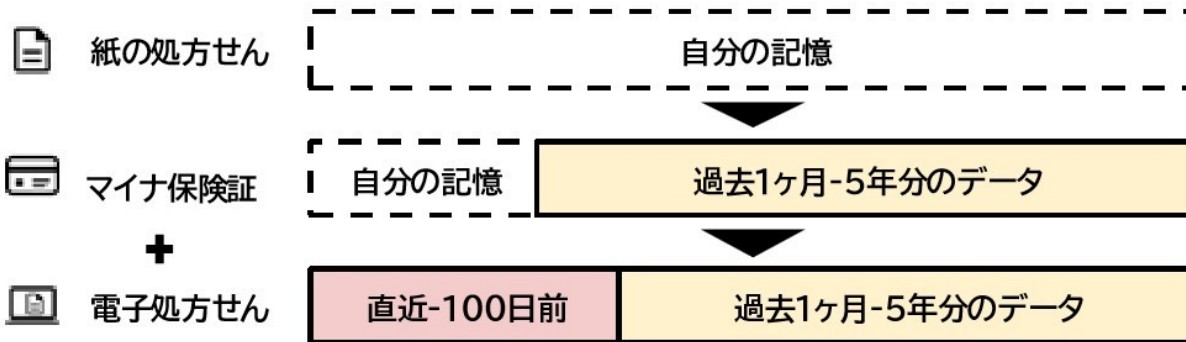 紙の処方せん 自分の記憶
マイナ保険証 自分の記憶 過去1ヶ月-5年分のデータ
+
電子処方せん 直近-100日前 過去1ヶ月-5年分のデータ